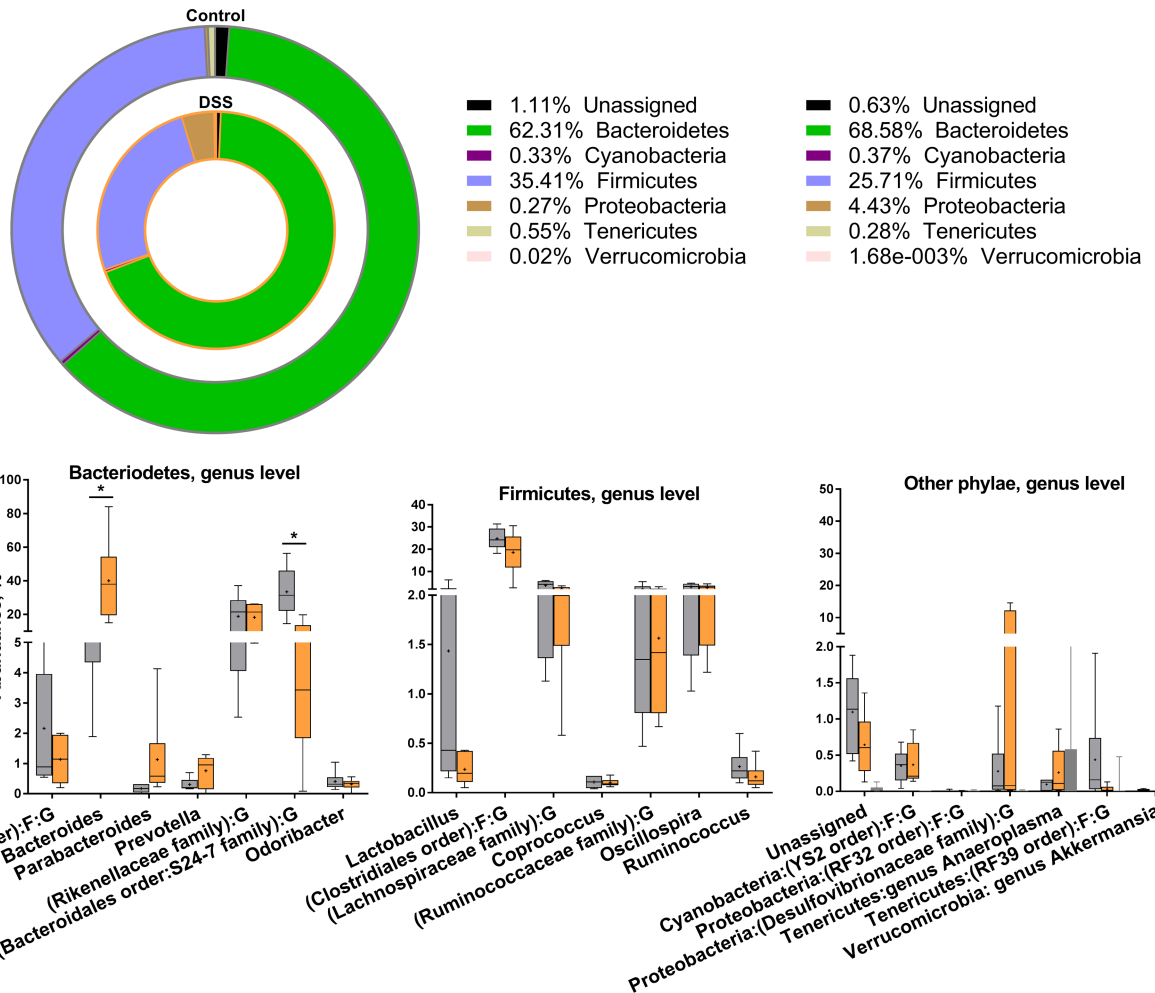 Control
DSS
1.11% Unassigned
62.31% Bacteroidetes
0.33% Cyanobacteria
35.41% Firmicutes
0.27% Proteobacteria
0.55% Tenericutes
0.02% Verrucomicrobia
0.63% Unassigned
68.58% Bacteroidetes
0.37% Cyanobacteria
25.71% Firmicutes
4.43% Proteobacteria
0.28% Tenericutes
1.68e-003% Verrucomicrobia
Bacteriodetes, genus level
100
80
60
40
20
5
4
3
2
1
0
*
*
er):F:G
Bacteroides
Parabacteroides
Prevotella
(Rikenellaceae family):G
(Bacteroidales order:S24-7 family):G
Odoribacter
Firmicutes, genus level
40
30
20
10
2.0
1.5
1.0
0.5
0.0
Lactobacillus
(Clostridiales order):F:G
(Lachnospiraceae family):G
Coprococcus
(Ruminococcaceae family):G
Oscillospira
Ruminococcus
Other phylae, genus level
50
40
30
20
10
2.0
1.5
1.0
0.5
0.0
Unassigned
Cyanobacteria:(YS2 order):F:G
Proteobacteria:(RF32 order):F:G
Proteobacteria:(Desulfovibrionaceae family):G
Tenericutes:genus Anaeroplasma
Tenericutes:(RF39 order):F:G
Verrucomicrobia: genus Akkermansia